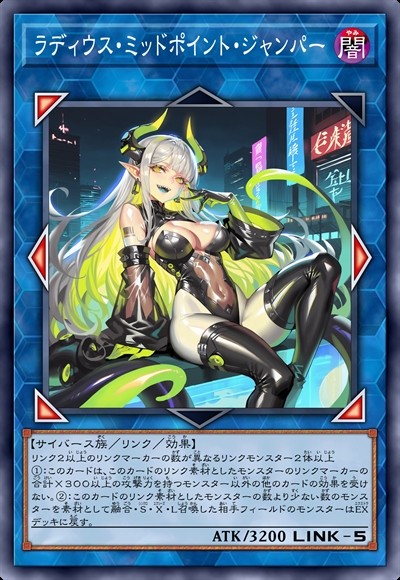 ラディウス・ミッドポイント・ジャンパー
闇
やみ
【サイバース族／リンク／効果】
リンク2以上のリンクマーカーの数が異なるリンクモンスター2体以上
①:このカードは、このカードのリンク素材としたモンスターのリンクマーカーの
合計×300以上の攻撃力を持つモンスター以外の他のカードの効果を受
けない。②:このカードのリンク素材としたモンスターの数より少ない数のモンス
ターを素材として融合・S・X・L召喚した相手フィールドのモンスターはEX
デッキに戻す。
ATK/3200 LINK-5